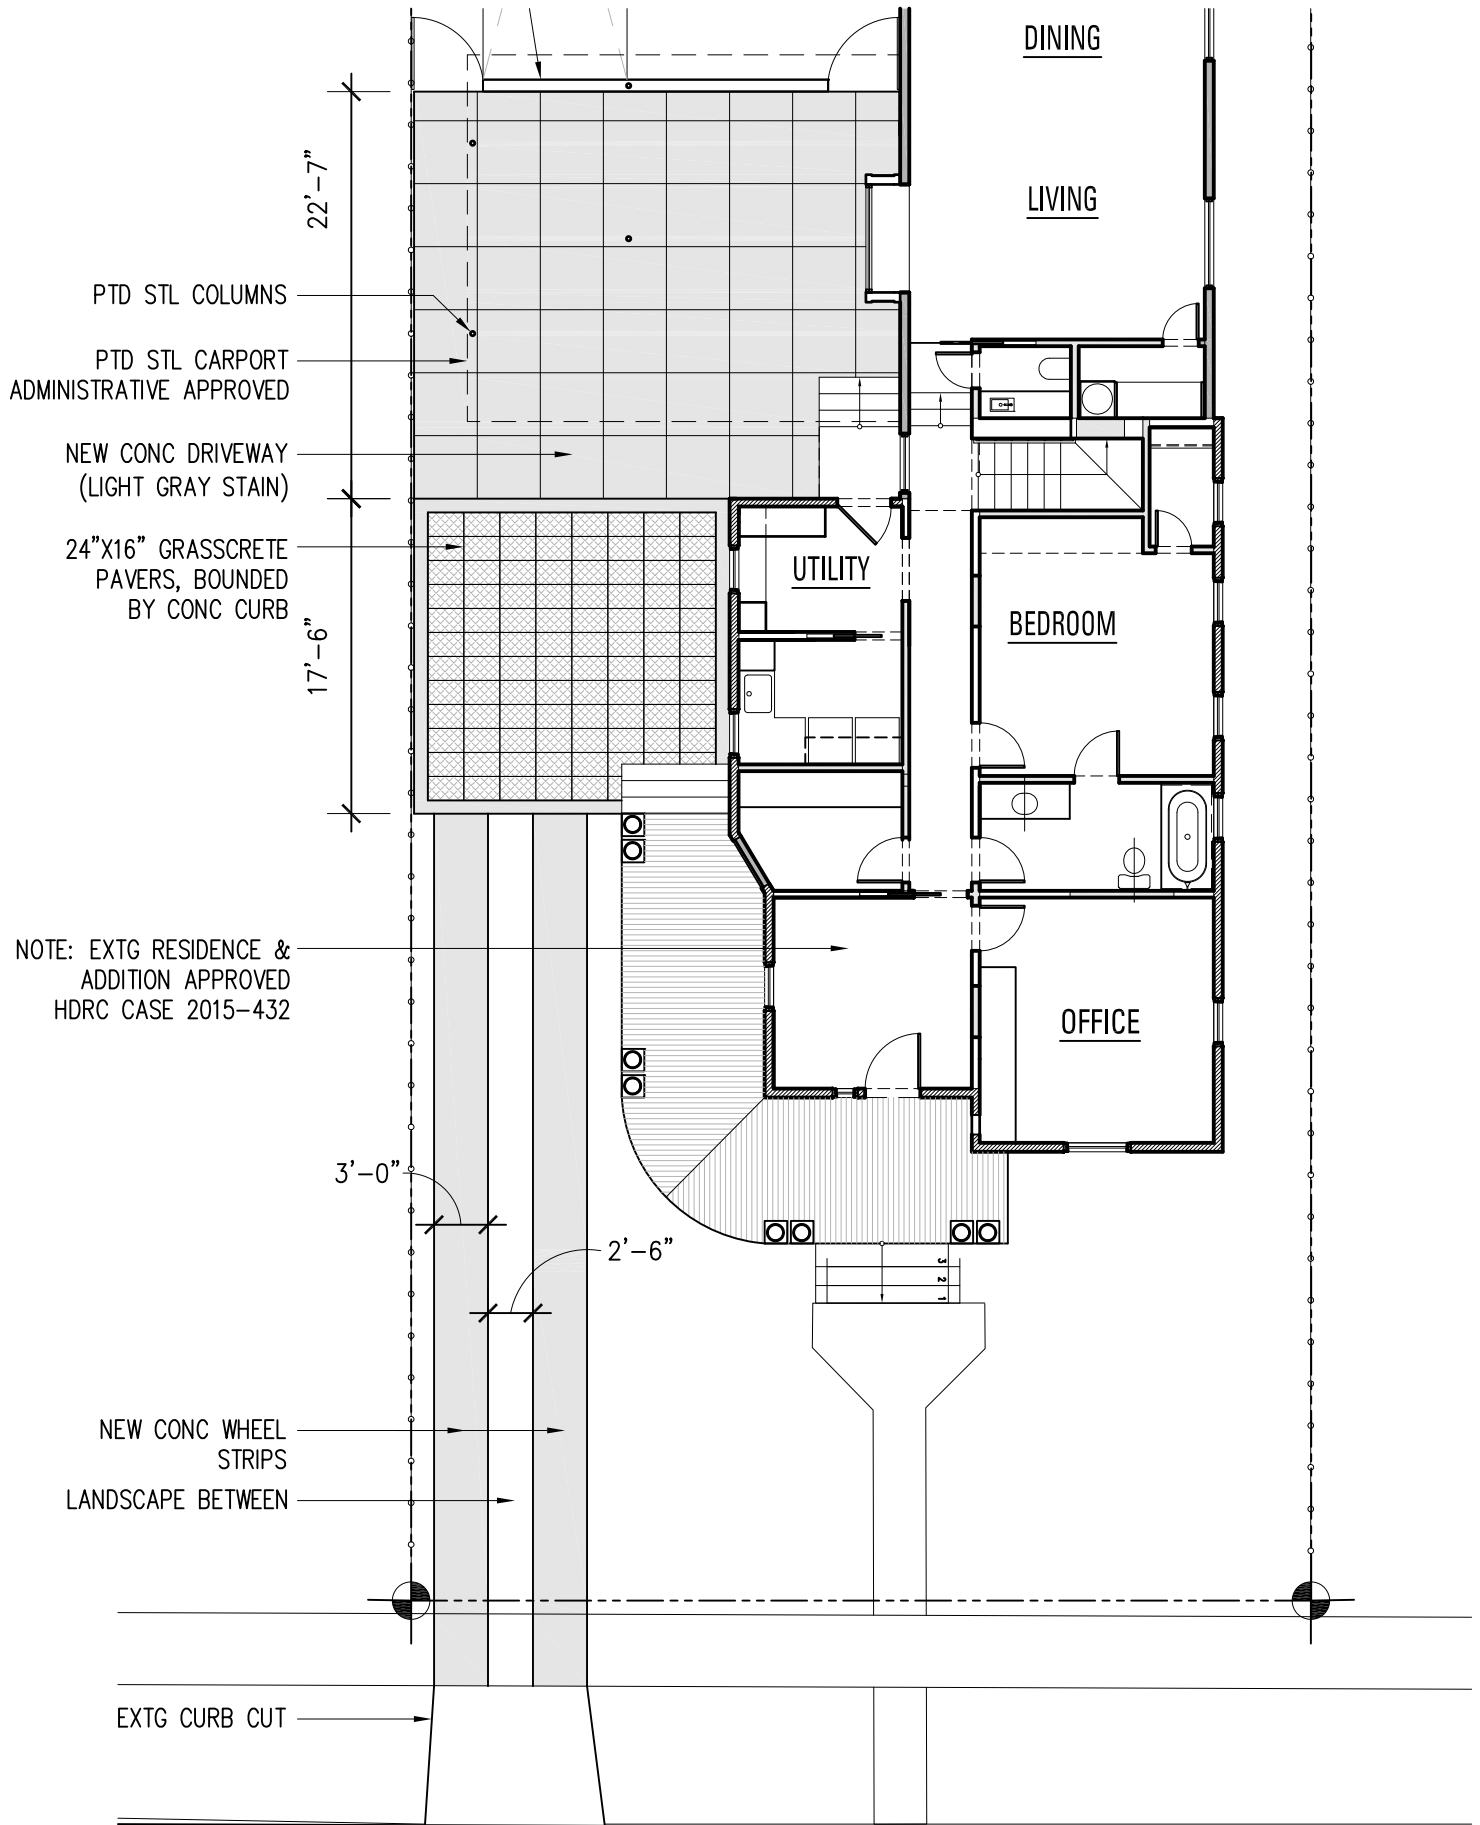 DINING
22'-7"
LIVING
PTD STL COLUMNS
PTD STL CARPORT
ADMINISTRATIVE APPROVED
NEW CONC DRIVEWAY
(LIGHT GRAY STAIN)
24"X16" GRASSCRETE
PAVERS, BOUNDED
BY CONC CURB
UTILITY
BEDROOM
17'-6"
NOTE: EXTG RESIDENCE &
ADDITION APPROVED
HDRC CASE 2015-432
OFFICE
3'-0"
2'-6"
3
2
1
NEW CONC WHEEL
STRIPS
LANDSCAPE BETWEEN
EXTG CURB CUT